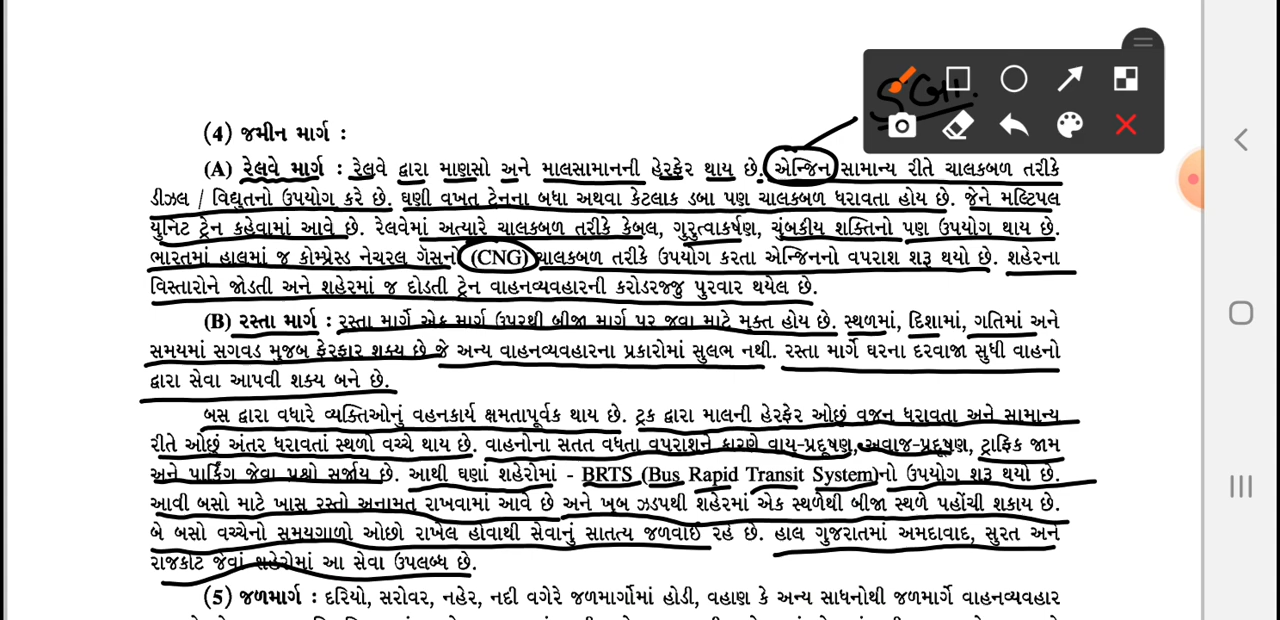 SGH.
(4) જમીન માર્ગ :
(A) રેલવે માર્ગ : રેલવે દ્વારા માણસો અને માલસામાનની હેરફેર થાય છે. એન્જિન સામાન્ય રીતે ચાલકબળ તરીકે
ડીઝલ / વિદ્યુતનો ઉપયોગ કરે છે. ઘણી વખત ટ્રેનના બધા અથવા કેટલાક ડબા પણ ચાલકબળ ધરાવતા હોય છે. જેને મલ્ટિપલ
યુનિટ ટ્રેન કહેવામાં આવે છે. રેલવેમાં અત્યારે ચાલકબળ તરીકે કેબલ, ગુરુત્વાકર્ષણ, ચુંબકીય શક્તિનો પણ ઉપયોગ થાય છે.
ભારતમાં હાલમાં જ કોમ્પ્રેસ્ડ નેચરલ ગૅસનો (CNG) ચાલકબળ તરીકે ઉપયોગ કરતા એન્જિનનો વપરાશ શરૂ થયો છે. શહેરના
વિસ્તારોને જોડતી અને શહેરમાં જ દોડતી ટ્રેન વાહનવ્યવહારની કરોડરજ્જુ પુરવાર થયેલ છે.
(B) રસ્તા માર્ગ : રસ્તા માર્ગે એક માર્ગ ઉપરથી બીજા માર્ગ પર જવા માટે મુક્ત હોય છે. સ્થળમાં, દિશામાં, ગતિમાં અને
સમયમાં સગવડ મુજબ ફેરફાર શક્ય છે જે અન્ય વાહનવ્યવહારના પ્રકારોમાં સુલભ નથી. રસ્તા માર્ગે ઘરના દરવાજા સુધી વાહનો
દ્વારા સેવા આપવી શક્ય બને છે.
બસ દ્વારા વધારે વ્યક્તિઓનું વહનકાર્ય ક્ષમતાપૂર્વક થાય છે. ટ્રક દ્વારા માલની હેરફેર ઓછું વજન ધરાવતા અને સામાન્ય
રીતે ઓછું અંતર ધરાવતાં સ્થળો વચ્ચે થાય છે. વાહનોના સતત વધતા વપરાશને કારણે વાયુ-પ્રદૂષણ, અવાજ-પ્રદૂષણ, ટ્રાફિક જામ
અને પાર્કિંગ જેવા પ્રશ્નો સર્જાય છે. આથી ઘણાં શહેરોમાં - BRTS (Bus Rapid Transit System)નો ઉપયોગ શરૂ થયો છે.
આવી બસો માટે ખાસ રસ્તો અનામત રાખવામાં આવે છે અને ખૂબ ઝડપથી શહેરમાં એક સ્થળેથી બીજા સ્થળે પહોંચી શકાય છે.
બે બસો વચ્ચેનો સમયગાળો ઓછો રાખેલ હોવાથી સેવાનું સાતત્ય જળવાઈ રહે છે. હાલ ગુજરાતમાં અમદાવાદ, સુરત અને
રાજકોટ જેવાં શહેરોમાં આ સેવા ઉપલબ્ધ છે.
(5) જળમાર્ગ : દરિયો, સરોવર, નહેર, નદી વગેરે જળમાર્ગોમાં હોડી, વહાણ કે અન્ય સાધનોથી જળમાર્ગે વાહનવ્યવહાર